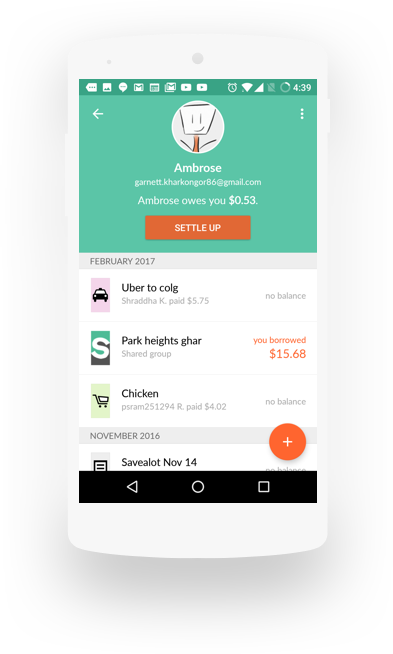 4:39
Ambrose
garnett.kharkongor86@gmail.com
Ambrose owes you $0.53.
SETTLE UP
FEBRUARY 2017
Uber to colg
Shraddha K. paid $5.75
no balance
Park heights ghar
Shared group
you borrowed
$15.68
Chicken
psram251294 R. paid $4.02
no balance
NOVEMBER 2016
Savealot Nov 14
no balance